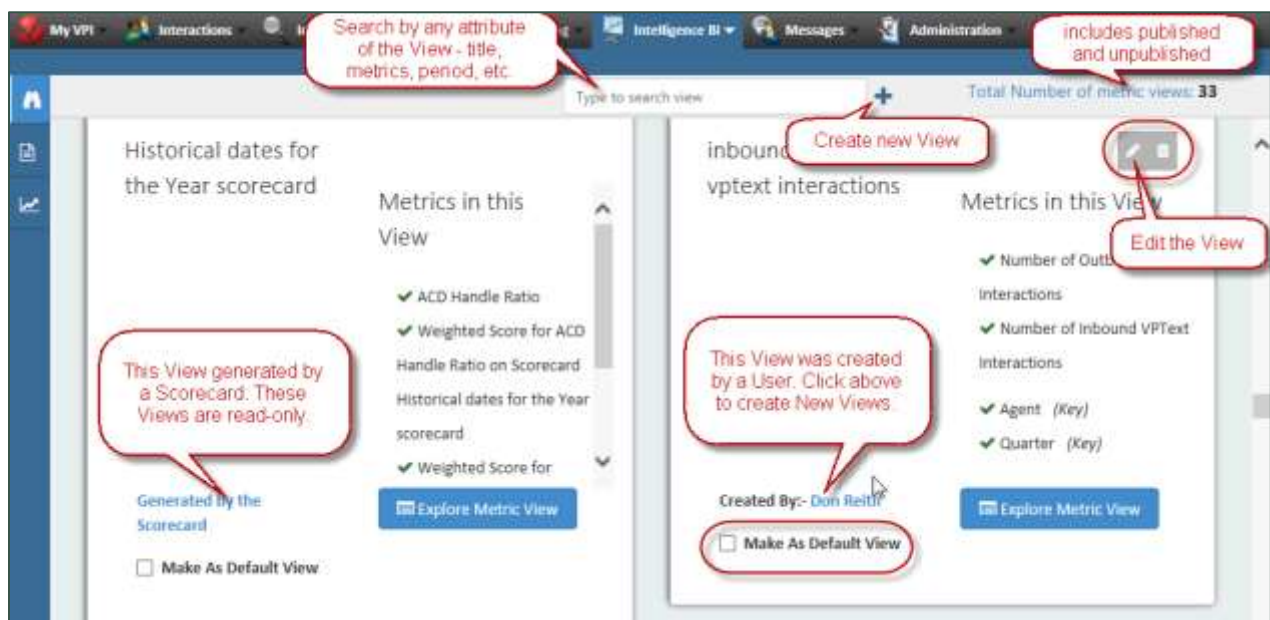 My VPI
Interactions
Intelligence BI
Messages
Administration
Search by any attribute
of the View - title,
metrics, period, etc.
includes published
and unpublished
Type to search view
Total Number of metric views: 33
Create new View
Historical dates for
the Year scorecard
Metrics in this
View
ACD Handle Ratio
Weighted Score for ACD
Handle Ratio on Scorecard
Historical dates for the Year
scorecard
Weighted Score for
This View generated by
a Scorecard. These
Views are read-only.
Generated by the
Scorecard
Explore Metric View
Make As Default View
inbound
vptext interactions
Metrics in this View
Edit the View
Number of
Interactions
Number of Inbound VPText
Interactions
Agent (Key)
Quarter (Key)
This View was created
by a User. Click above
to create New Views.
Created By:- Don Reith
Explore Metric View
Make As Default View